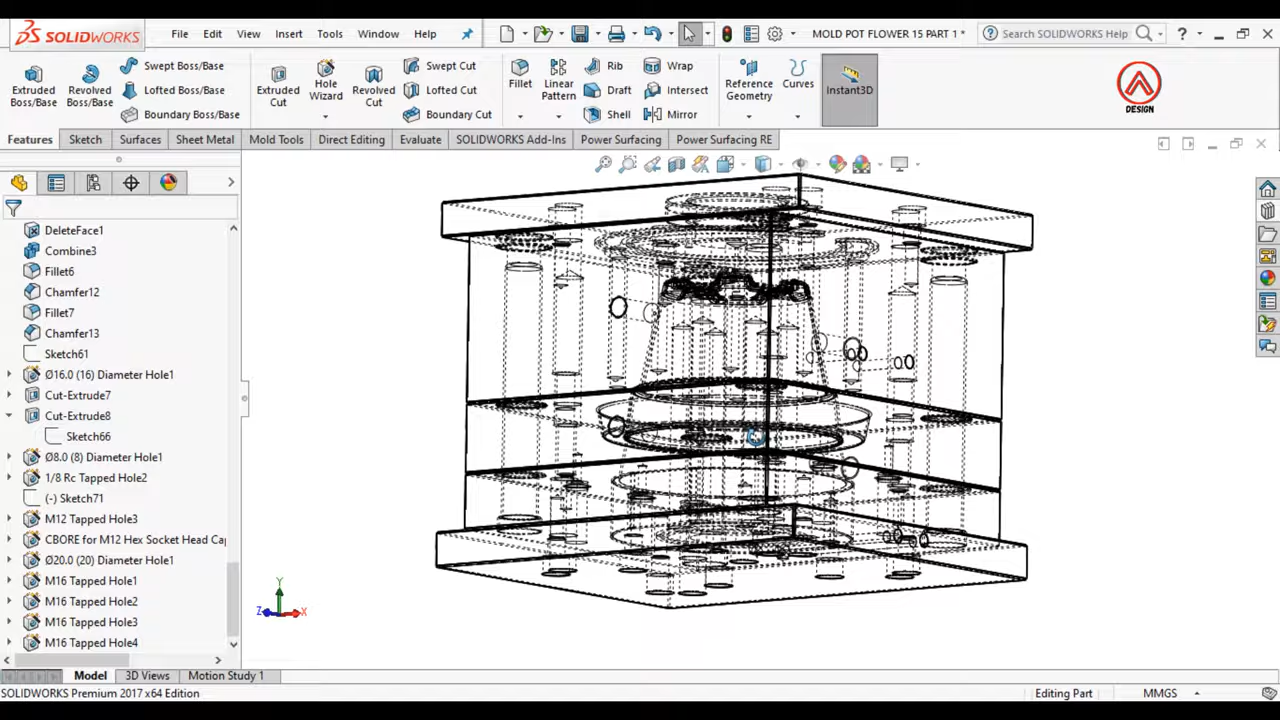 SOLIDWORKS
File Edit View Insert Tools Window Help
MOLD POT FLOWER 15 PART 1 *
Search SOLIDWORKS Help
Extruded Boss/Base
Revolved Boss/Base
Swept Boss/Base
Lofted Boss/Base
Boundary Boss/Base
Extruded Cut
Hole Wizard
Revolved Cut
Swept Cut
Lofted Cut
Boundary Cut
Fillet
Linear Pattern
Rib
Draft
Shell
Wrap
Intersect
Mirror
Reference Geometry
Curves
Instant3D
DESIGN
Features Sketch Surfaces Sheet Metal Mold Tools Direct Editing Evaluate SOLIDWORKS Add-Ins Power Surfacing Power Surfacing RE
DeleteFace1
Combine3
Fillet6
Chamfer12
Fillet7
Chamfer13
Sketch61
Ø16.0 (16) Diameter Hole1
Cut-Extrude7
Cut-Extrude8
Sketch66
Ø8.0 (8) Diameter Hole1
1/8 Rc Tapped Hole2
(-) Sketch71
M12 Tapped Hole3
CBORE for M12 Hex Socket Head Cap
Ø20.0 (20) Diameter Hole1
M16 Tapped Hole1
M16 Tapped Hole2
M16 Tapped Hole3
M16 Tapped Hole4
Y
Z
X
Model 3D Views Motion Study 1
SOLIDWORKS Premium 2017 x64 Edition
Editing Part
MMGS